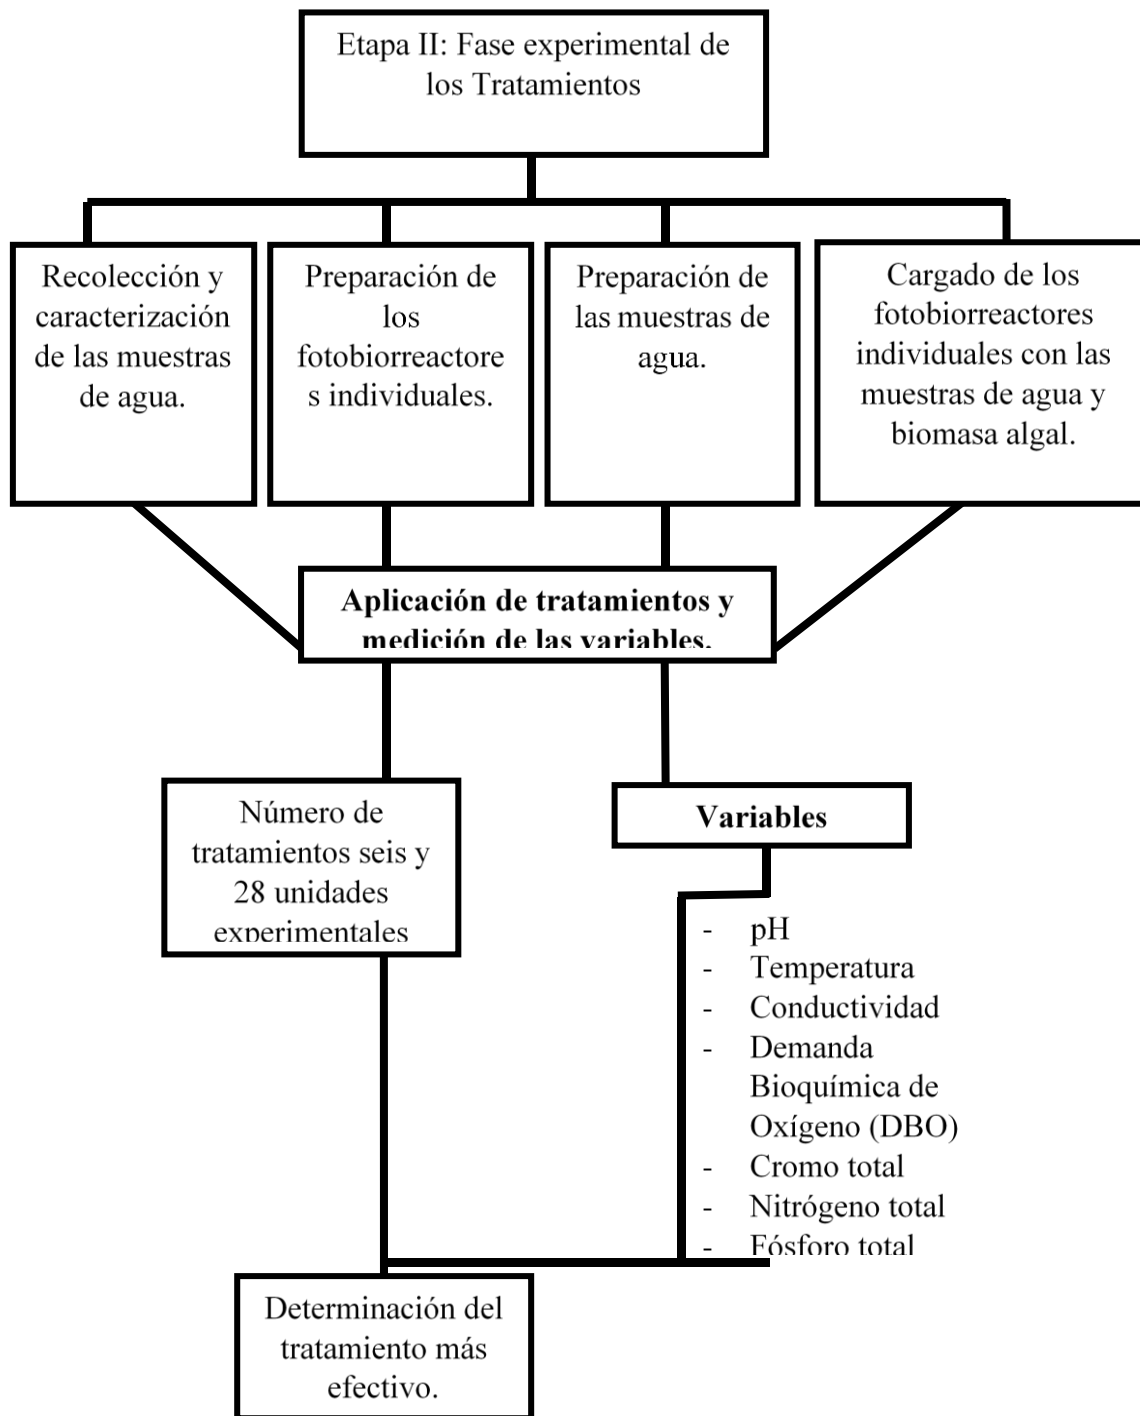 Etapa II: Fase experimental de
los Tratamientos
Recolección y
caracterización
de las muestras
de agua.
Preparación de
los
fotobiorreactore
s individuales.
Preparación de
las muestras de
agua.
Cargado de los
fotobiorreactores
individuales con las
muestras de agua y
biomasa algal.
Aplicación de tratamientos y
medición de las variables.
Número de
tratamientos seis y
28 unidades
experimentales
Variables
- pH
- Temperatura
- Conductividad
- Demanda
Bioquímica de
Oxígeno (DBO)
- Cromo total
- Nitrógeno total
- Fósforo total
Determinación del
tratamiento más
efectivo.